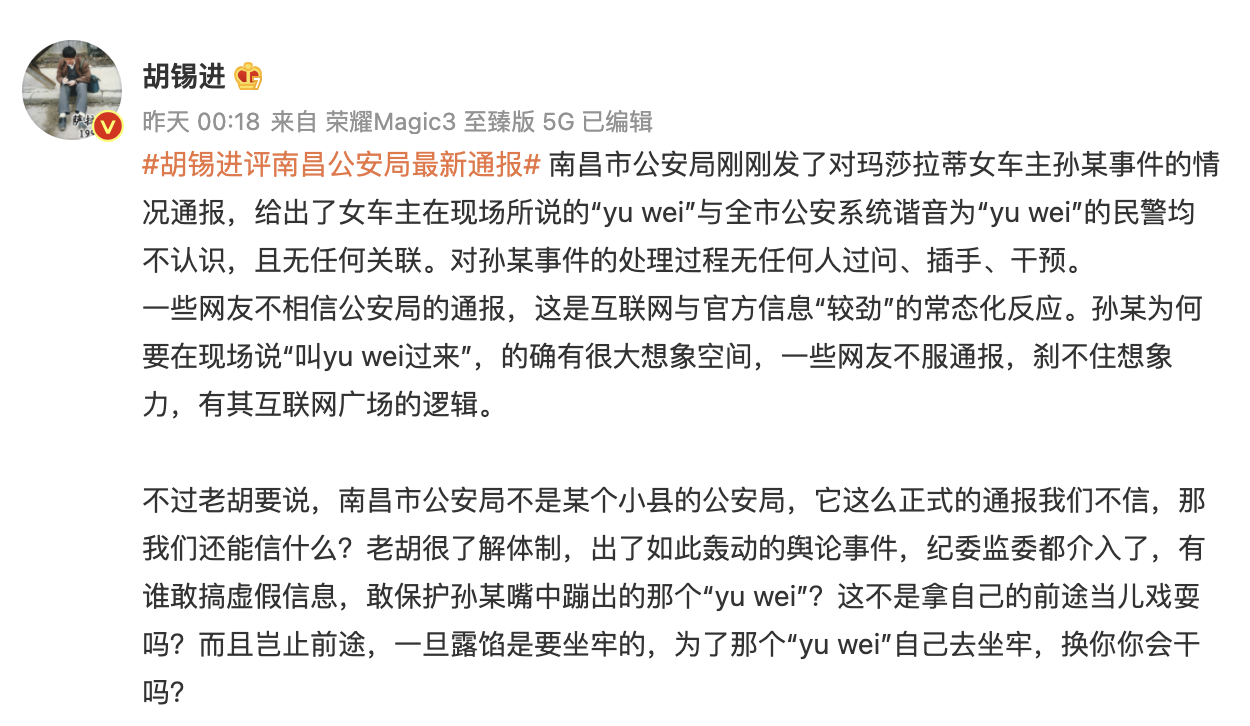 胡锡进
昨天 00:18 来自 荣耀Magic3 至臻版 5G 已编辑
#胡锡进评南昌公安局最新通报# 南昌市公安局刚刚发了对玛莎拉蒂女车主孙某事件的情
况通报，给出了女车主在现场所说的“yu wei”与全市公安系统谐音为“yu wei”的民警均
不认识，且无任何关联。对孙某事件的处理过程无任何人过问、插手、干预。
一些网友不相信公安局的通报，这是互联网与官方信息“较劲”的常态化反应。孙某为何
要在现场说“叫yu wei过来”，的确有很大想象空间，一些网友不服通报，刹不住想象
力，有其互联网广场的逻辑。
不过老胡要说，南昌市公安局不是某个小县的公安局，它这么正式的通报我们不信，那
我们还能信什么？老胡很了解体制，出了如此轰动的舆论事件，纪委监委都介入了，有
谁敢搞虚假信息，敢保护孙某嘴中蹦出的那个“yu wei”？这不是拿自己的前途当儿戏耍
吗？而且岂止前途，一旦露馅是要坐牢的，为了那个“yu wei”自己去坐牢，换你你会干
吗？